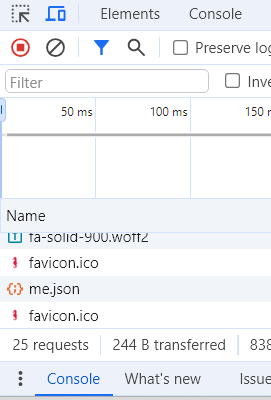 Elements Console
Preserve log
Filter Inve
50 ms 100 ms 150 m
Name
fa-solid-900.woff2
favicon.ico
me.json
favicon.ico
25 requests 244 B transferred 838
Console What's new Issue